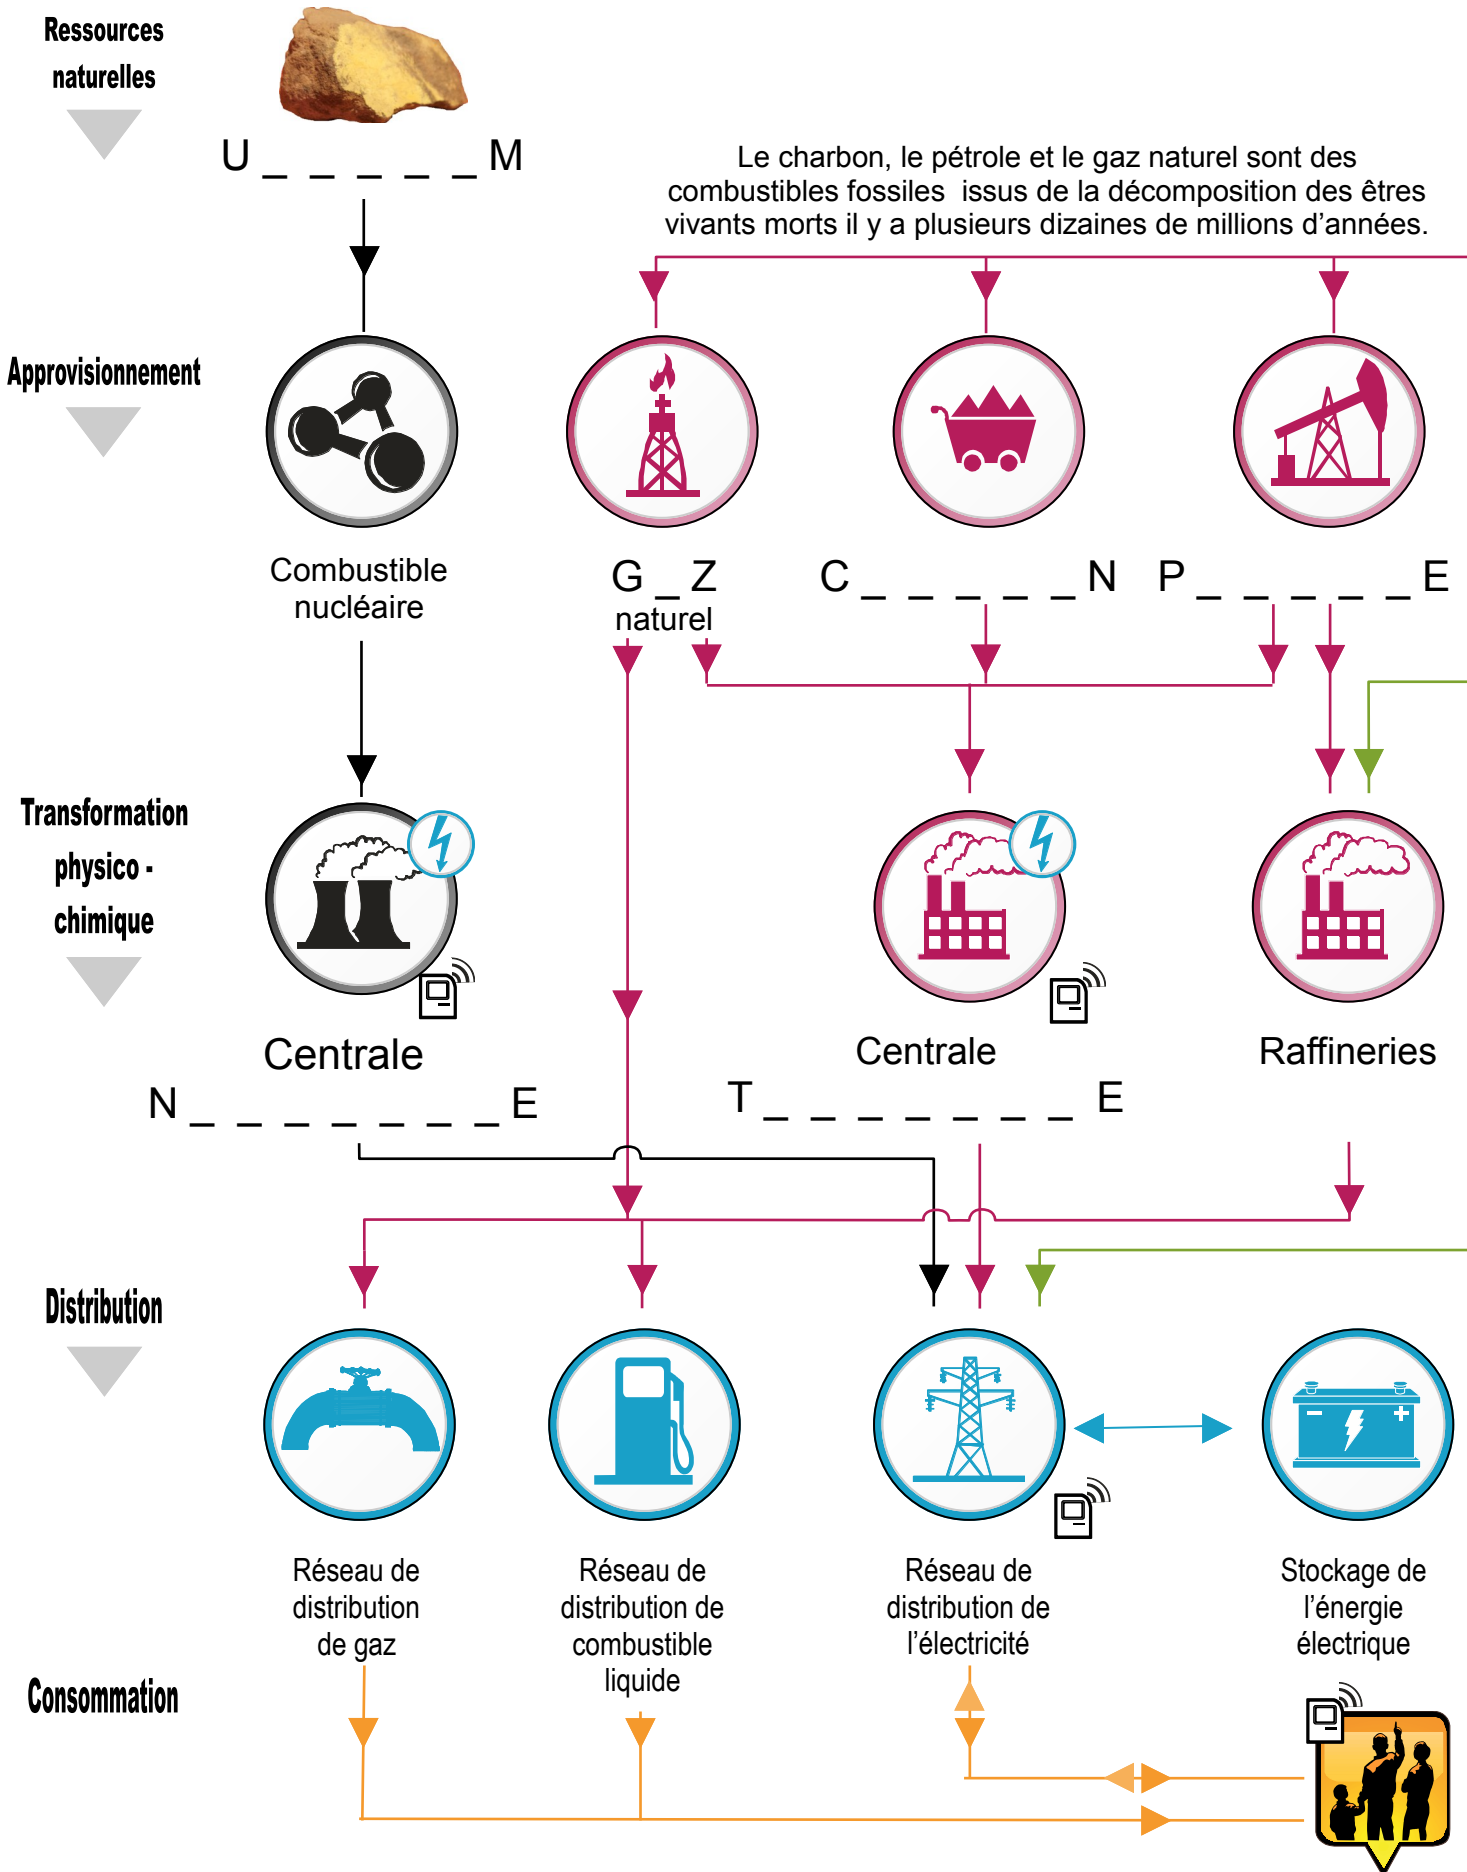 Ressources
naturelles
U _ _ _ _ _ M
Le charbon, le pétrole et le gaz naturel sont des
combustibles fossiles issus de la décomposition des êtres
vivants morts il y a plusieurs dizaines de millions d’années.
Approvisionnement
Combustible
nucléaire
G _ Z
naturel
C _ _ _ _ _ N
P _ _ _ _ _ E
Transformation
physico -
chimique
Centrale
N _ _ _ _ _ _ _ E
Centrale
T _ _ _ _ _ _ _ E
Raffineries
Distribution
Réseau de
distribution
de gaz
Réseau de
distribution de
combustible
liquide
Réseau de
distribution de
l’électricité
Stockage de
l’énergie
électrique
Consommation